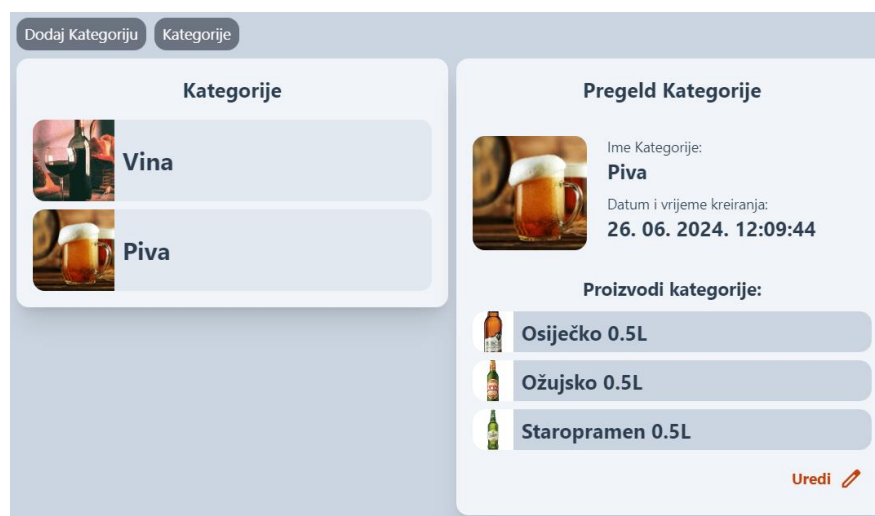 Dodaj Kategoriju
Kategorije
Kategorije
Vina
Piva
Pregeld Kategorije
Ime Kategorije:
Piva
Datum i vrijeme kreiranja:
26. 06. 2024. 12:09:44
Proizvodi kategorije:
Osiječko 0.5L
Ožujsko 0.5L
Staropramen 0.5L
Uredi